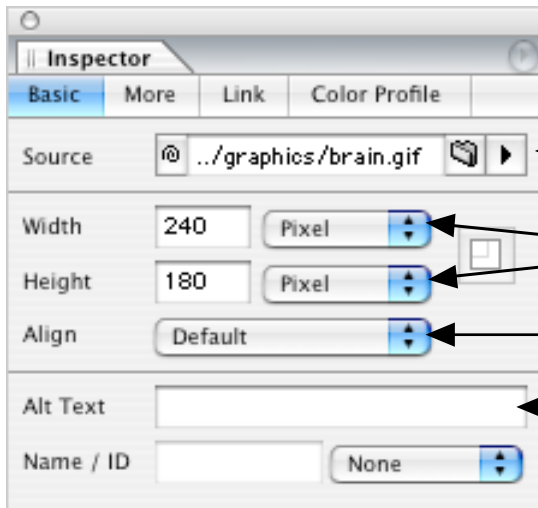 Inspector
Basic More Link Color Profile
Source ../graphics/brain.gif
Width 240 Pixel
Height 180 Pixel
Align Default
Alt Text
Name / ID None